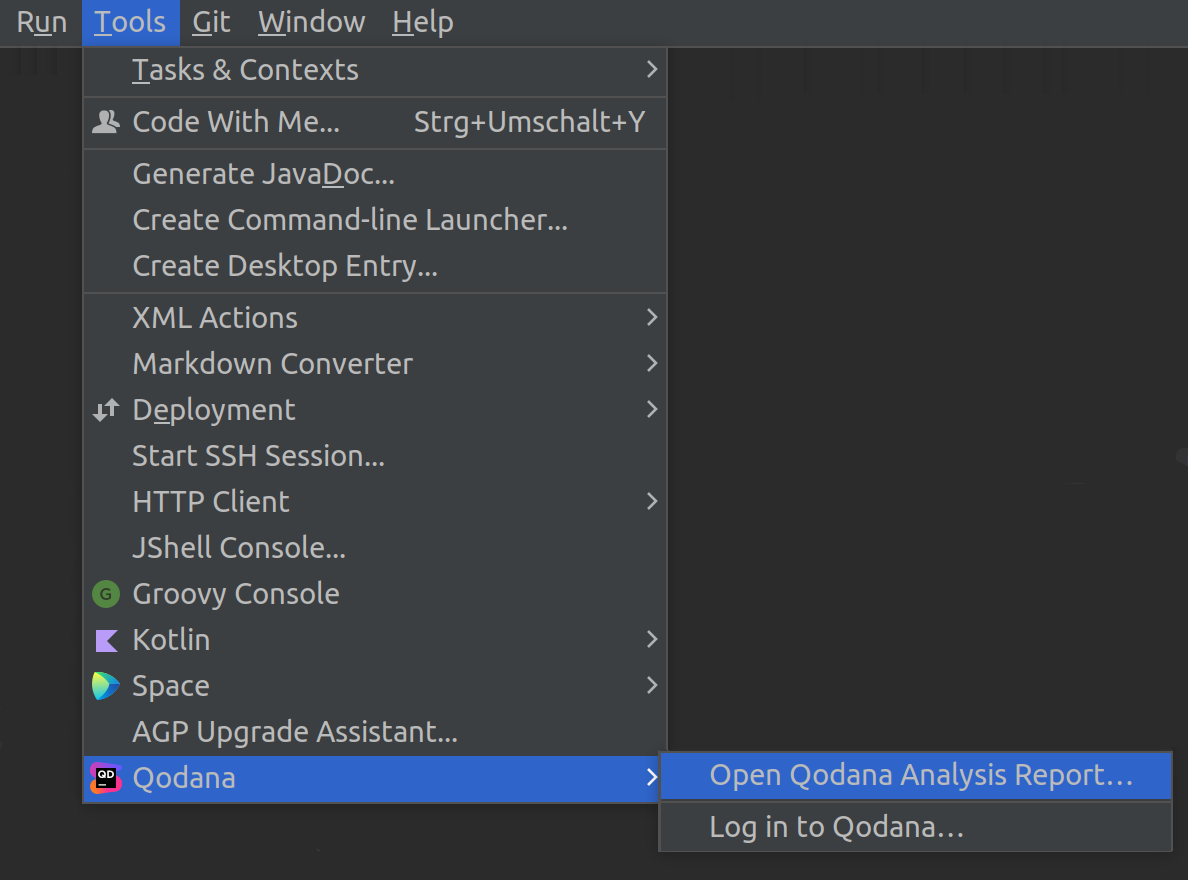 Run Tools Git Window Help
Tasks & Contexts
Code With Me... Strg+Umschalt+Y
Generate JavaDoc...
Create Command-line Launcher...
Create Desktop Entry...
XML Actions
Markdown Converter
Deployment
Start SSH Session...
HTTP Client
JShell Console...
G Groovy Console
Kotlin
Space
AGP Upgrade Assistant...
QD Qodana
Open Qodana Analysis Report...
Log in to Qodana...